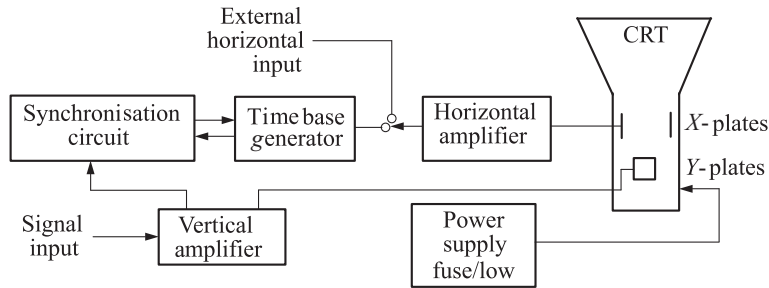 External
horizontal
input
CRT
Synchronisation
circuit
Time base
generator
Horizontal
amplifier
X- plates
Y- plates
Signal
input
Vertical
amplifier
Power
supply
fuse/low